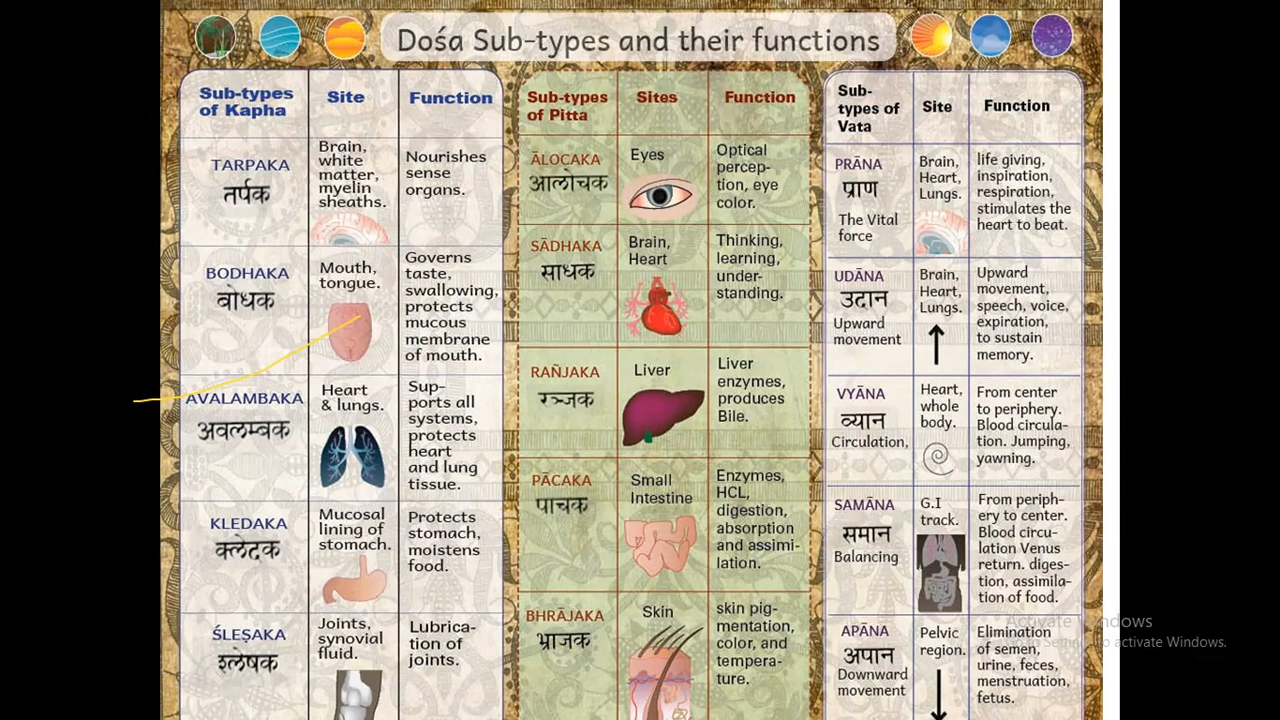 Dośa Sub-types and their functions
Sub-types
of Kapha
Site
Function
TARPAKA
तर्पक
Brain,
white
matter,
myelin
sheaths.
Nourishes
sense
organs.
BODHAKA
बोधक
Mouth,
tongue.
Governs
taste,
swallowing,
protects
mucous
membrane
of mouth.
AVALAMBAKA
अवलम्बक
Heart
& lungs.
Sup-
ports all
systems,
protects
heart
and lung
tissue.
KLEDAKA
क्लेदक
Mucosal
lining of
stomach.
Protects
stomach,
moistens
food.
ŚLEṢAKA
श्लेषक
Joints,
synovial
fluid.
Lubrica-
tion of
joints.
Sub-types
of Pitta
Sites
Function
ĀLOCAKA
आलोचक
Eyes
Optical
percep-
tion, eye
color.
SĀDHAKA
साधक
Brain,
Heart
Thinking,
learning,
under-
standing.
RAÑJAKA
रञ्जक
Liver
Liver
enzymes,
produces
Bile.
PĀCAKA
पाचक
Small
Intestine
Enzymes,
HCL,
digestion,
absorption
and assimi-
lation.
BHRĀJAKA
भ्राजक
Skin
skin pig-
mentation,
color, and
tempera-
ture.
Sub-
types of
Vata
Site
Function
PRĀNA
प्राण
The Vital
force
Brain,
Heart,
Lungs.
life giving,
inspiration,
respiration,
stimulates the
heart to beat.
UDĀNA
उदान
Upward
movement
Brain,
Heart,
Lungs.
Upward
movement,
speech, voice,
expiration,
to sustain
memory.
VYĀNA
व्यान
Circulation,
Heart,
whole
body.
From center
to periphery.
Blood circula-
tion. Jumping,
yawning.
SAMĀNA
समान
Balancing
G.I
track.
From periph-
ery to center.
Blood circu-
lation Venus
return. diges-
tion, assimila-
tion of food.
APĀNA
अपान
Downward
movement
Pelvic
region.
Elimination
of semen,
urine, feces,
menstruation,
fetus.
Activate Windows
to activate Windows.